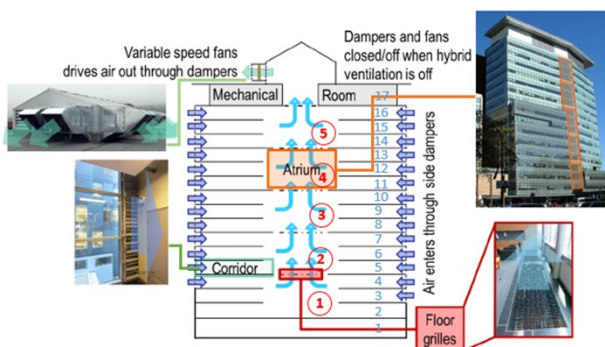 Variable speed fans
drives air out through dampers
Dampers and fans
closed/off when hybrid
ventilation is off
Mechanical
Room
17
16
15
14
13
12
11
10
9
8
7
6
5
4
3
2
1
5
Atrium
4
3
2
Corridor
1
Air enters through side dampers
Floor
grilles